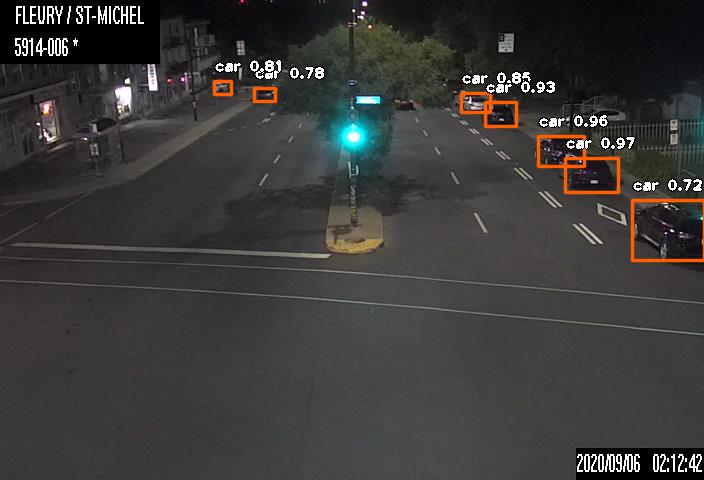 FLEURY / ST-MICHEL
5914-006 *
car 0.81
car 0.78
car 0.85
car 0.93
car 0.96
car 0.97
car 0.72
2020/09/06 02:12:42